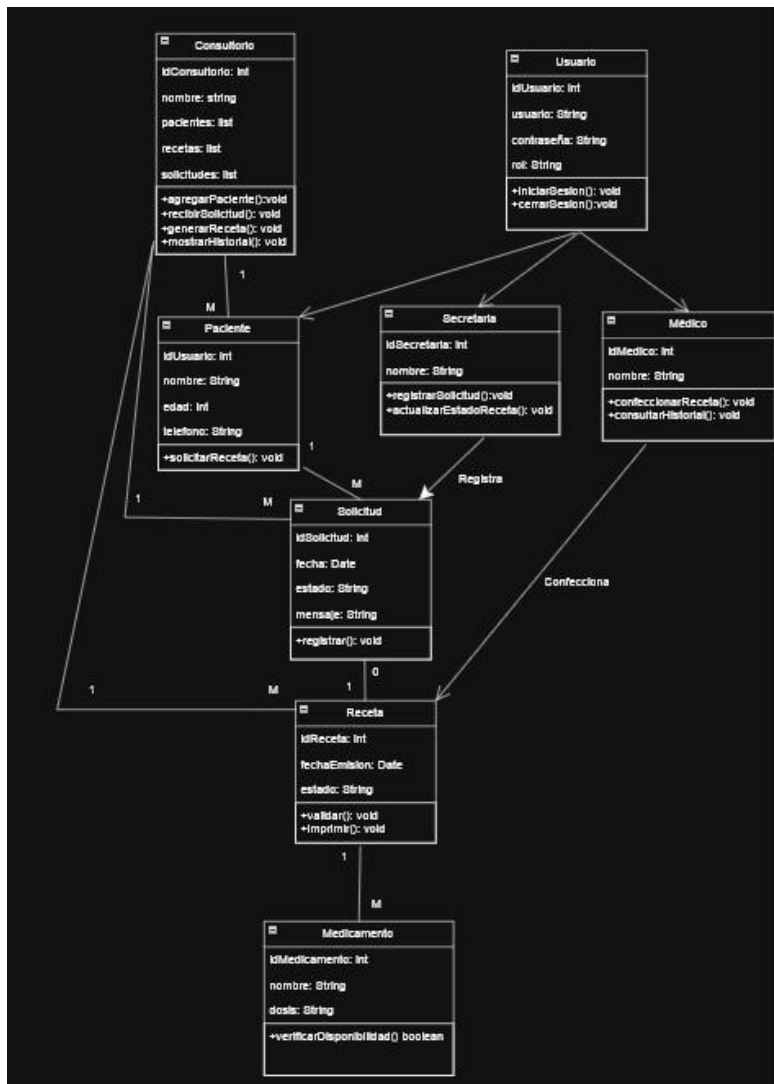 Consultorio
idConsultorio: int
nombre: string
pacientes: list
recetas: list
solicitudes: list
+agregarPaciente():void
+recibirSolicitud(): void
+generarReceta(): void
+mostrarHistorial(): void
Usuario
idUsuario: int
usuario: String
contraseña: String
rol: String
+iniciarSesion(): void
+cerrarSesion():void
1
M
Paciente
idUsuario: int
nombre: String
edad: int
telefono: String
+solicitarReceta(): void
Secretaria
idSecretaria: int
nombre: String
+registrarSolicitud():void
+actualizarEstadoReceta(): void
Médico
idMedico: int
nombre: String
+confeccionarReceta(): void
+consultarHistorial(): void
1
M
Registra
1
M
Solicitud
idSolicitud: int
fecha: Date
estado: String
mensaje: String
+registrar(): void
Confecciona
0
1
1
M
Receta
idReceta: int
fechaEmision: Date
estado: String
+validar(): void
+imprimir(): void
1
M
Medicamento
idMedicamento: int
nombre: String
dosis: String
+verificarDisponibilidad() boolean